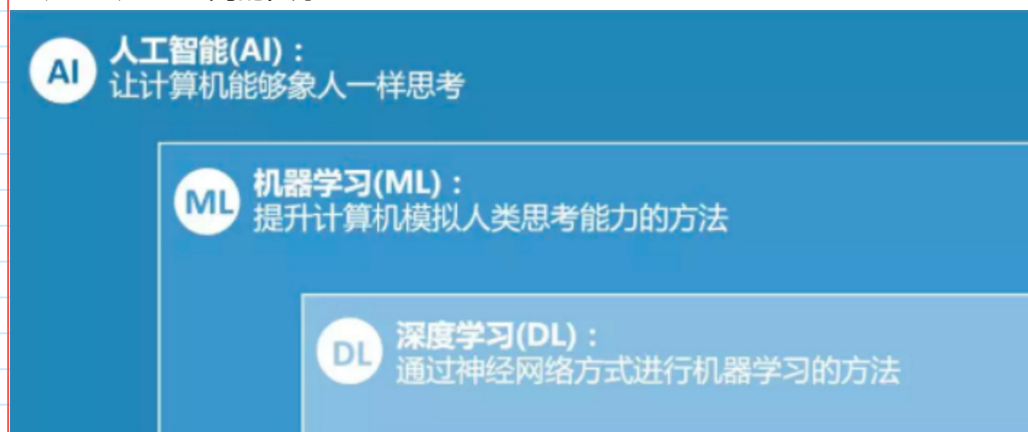 AI
人工智能(AI)：
让计算机能够象人一样思考
ML
机器学习(ML)：
提升计算机模拟人类思考能力的方法
DL
深度学习(DL)：
通过神经网络方式进行机器学习的方法